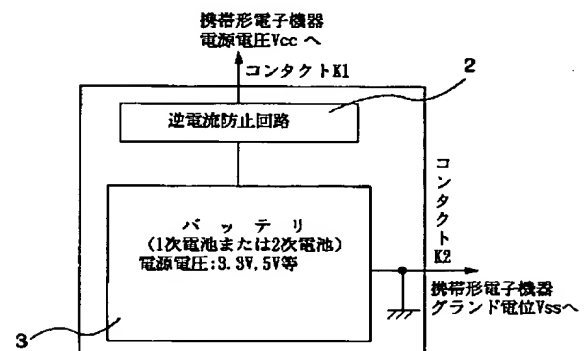 携帯形電子機器
電源電圧Vcc へ
コンタクトK1
2
逆電流防止回路
コンタクトK2
バッテリ
(1次電池または2次電池)
電源電圧:3.3V,5V等
携帯形電子機器
グランド電位Vssへ
3